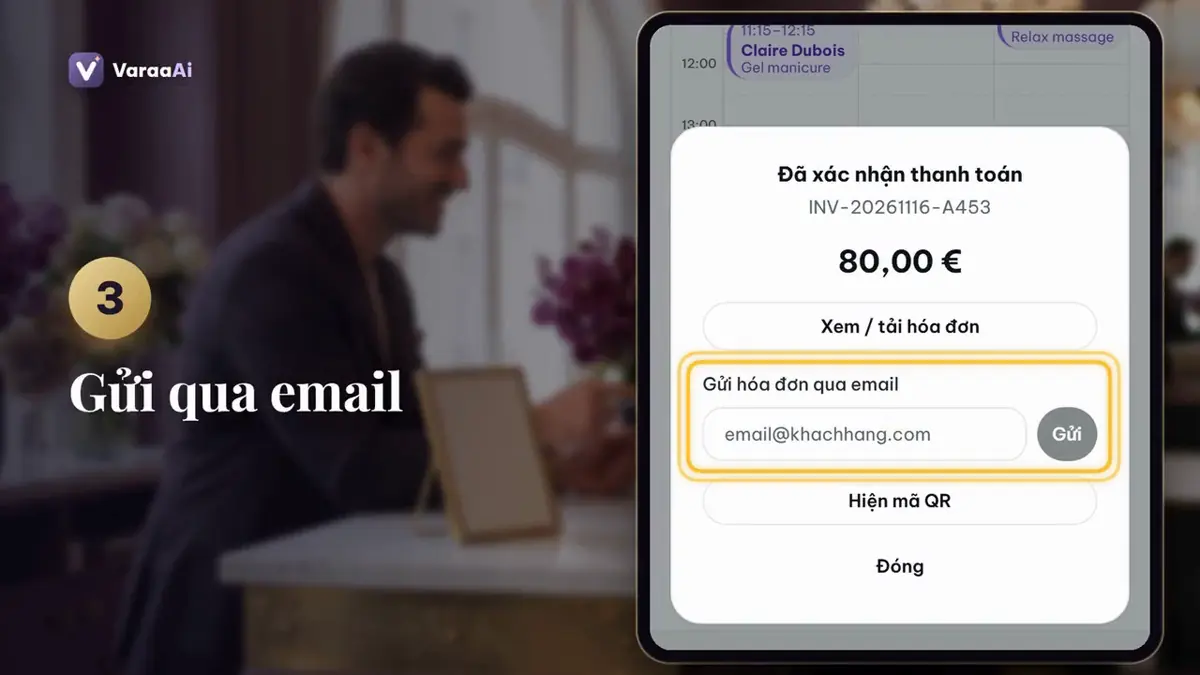 VaraaAi
3
Gửi qua email
11:15–12:15
Claire Dubois
Gel manicure
Relax massage
12:00
13:00
Đã xác nhận thanh toán
INV-20261116-A453
80,00 €
Xem / tải hóa đơn
Gửi hóa đơn qua email
email@khachhang.com
Gửi
Hiện mã QR
Đóng